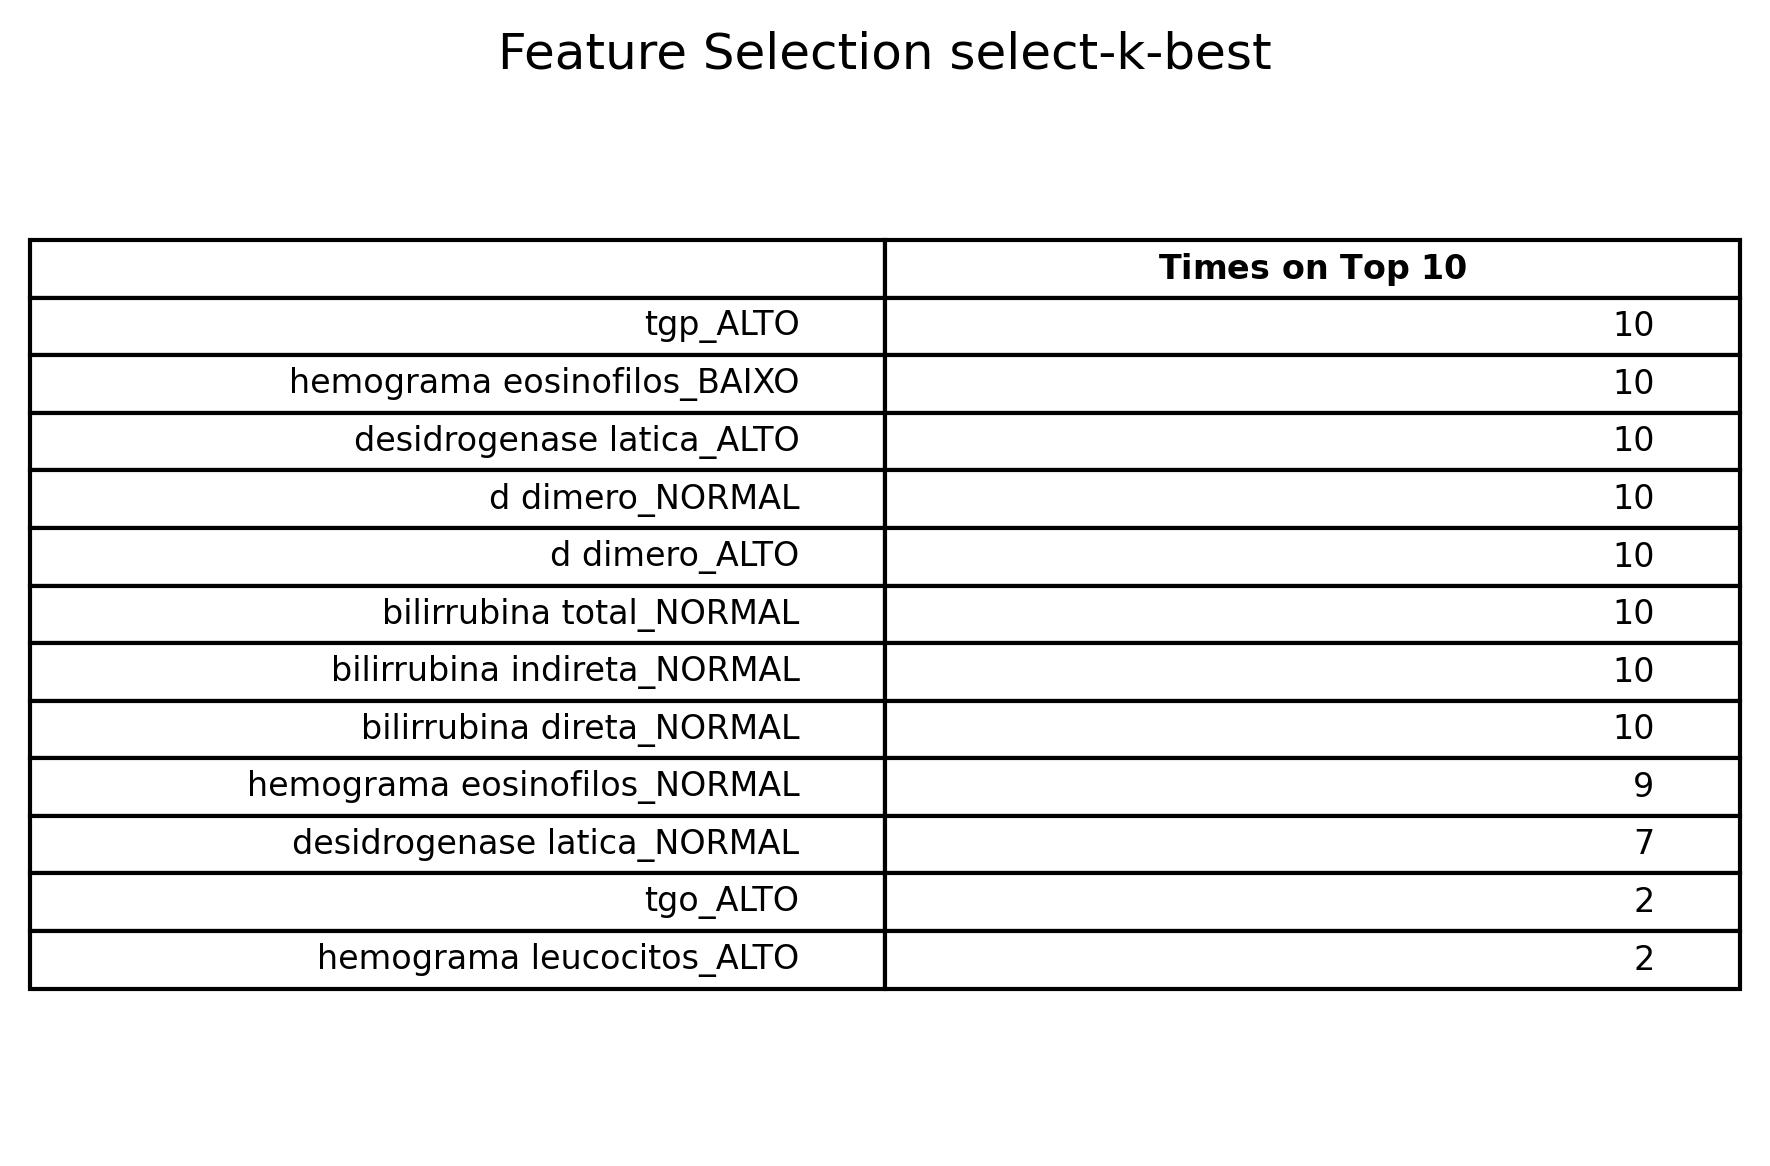 Feature Selection select-k-best
Times on Top 10
tgp_ALTO 10
hemograma eosinofilos_BAIXO 10
desidrogenase latica_ALTO 10
d dimero_NORMAL 10
d dimero_ALTO 10
bilirrubina total_NORMAL 10
bilirrubina indireta_NORMAL 10
bilirrubina direta_NORMAL 10
hemograma eosinofilos_NORMAL 9
desidrogenase latica_NORMAL 7
tgo_ALTO 2
hemograma leucocitos_ALTO 2